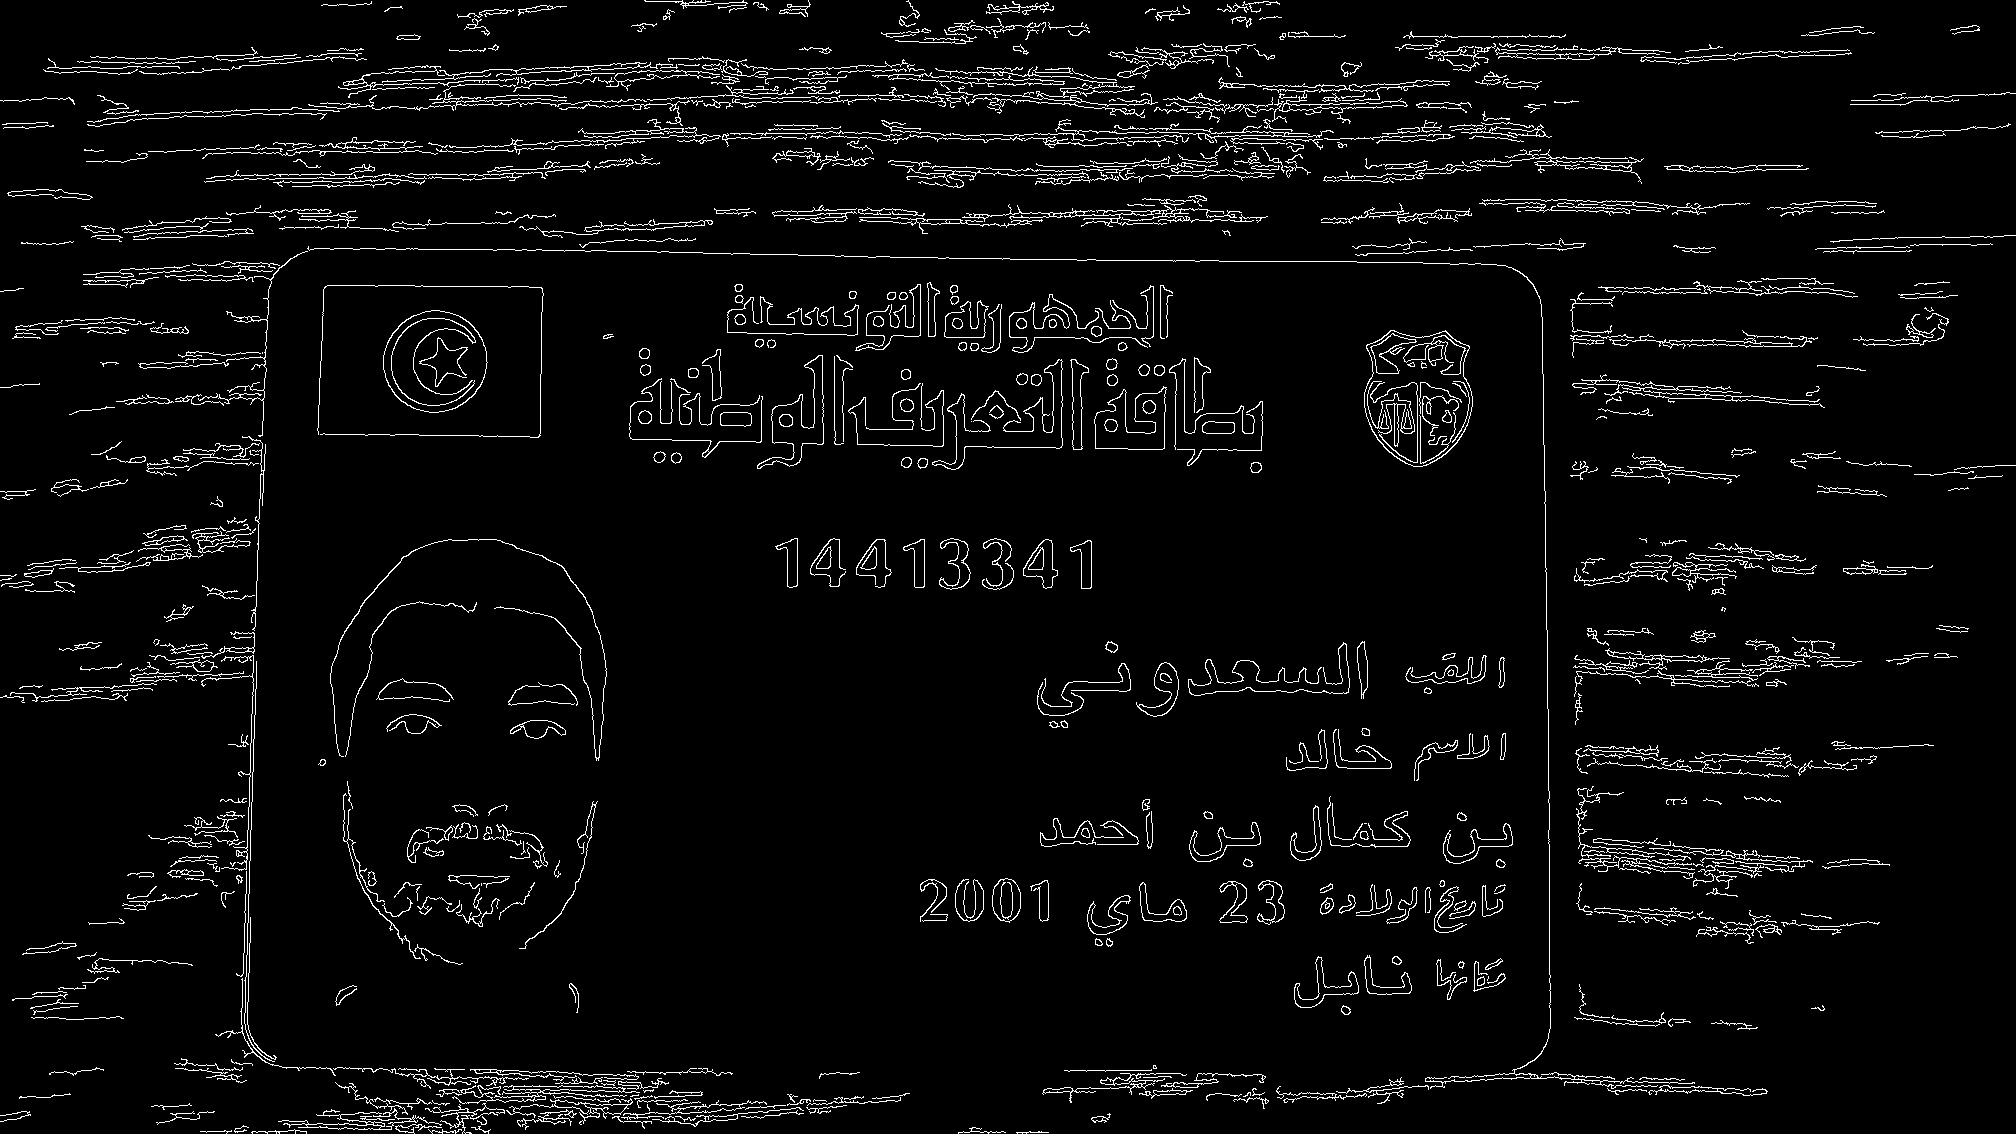 الجمهورية التونسية
بطاقة التعريف الوطنية
14413341
اللقب السعدوني
الاسم خالد
بن كمال بن أحمد
تاريخ الولادة 23 ماي 2001
مكانها نابل